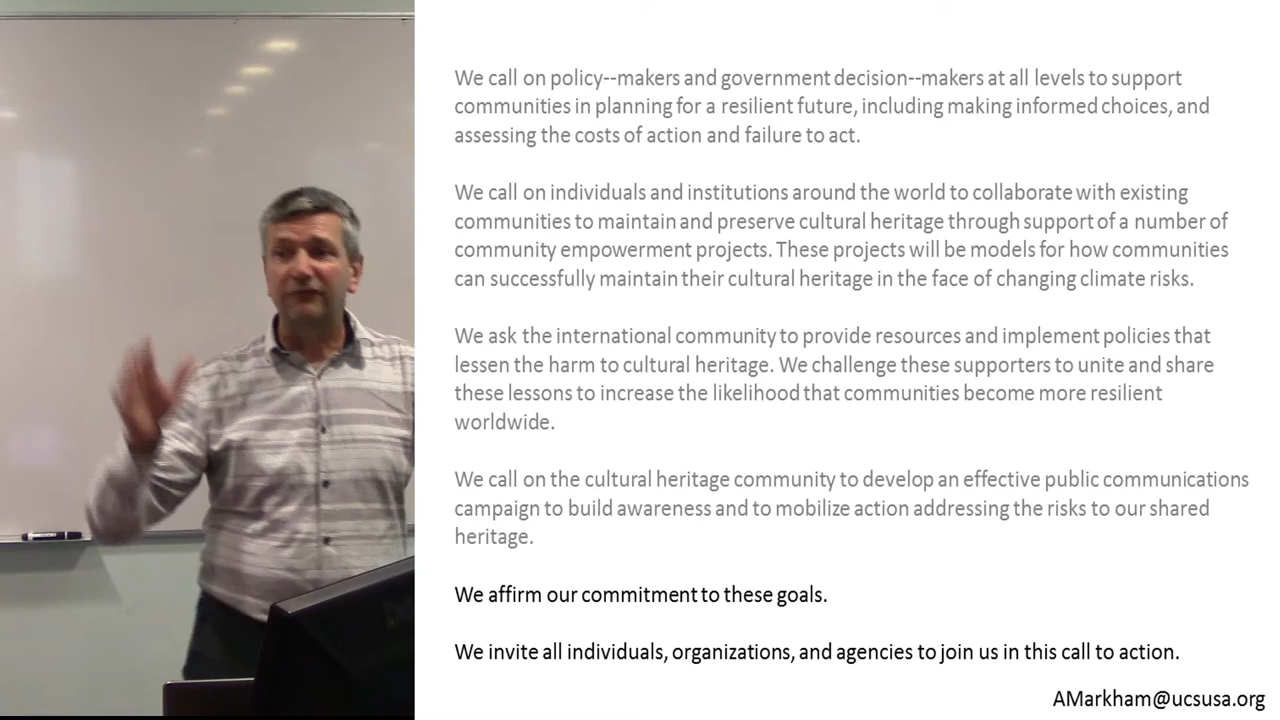 We call on policy--makers and government decision--makers at all levels to support
communities in planning for a resilient future, including making informed choices, and
assessing the costs of action and failure to act.
We call on individuals and institutions around the world to collaborate with existing
communities to maintain and preserve cultural heritage through support of a number of
community empowerment projects. These projects will be models for how communities
can successfully maintain their cultural heritage in the face of changing climate risks.
We ask the international community to provide resources and implement policies that
lessen the harm to cultural heritage. We challenge these supporters to unite and share
these lessons to increase the likelihood that communities become more resilient
worldwide.
We call on the cultural heritage community to develop an effective public communications
campaign to build awareness and to mobilize action addressing the risks to our shared
heritage.
We affirm our commitment to these goals.
We invite all individuals, organizations, and agencies to join us in this call to action.
AMarkham@ucsusa.org